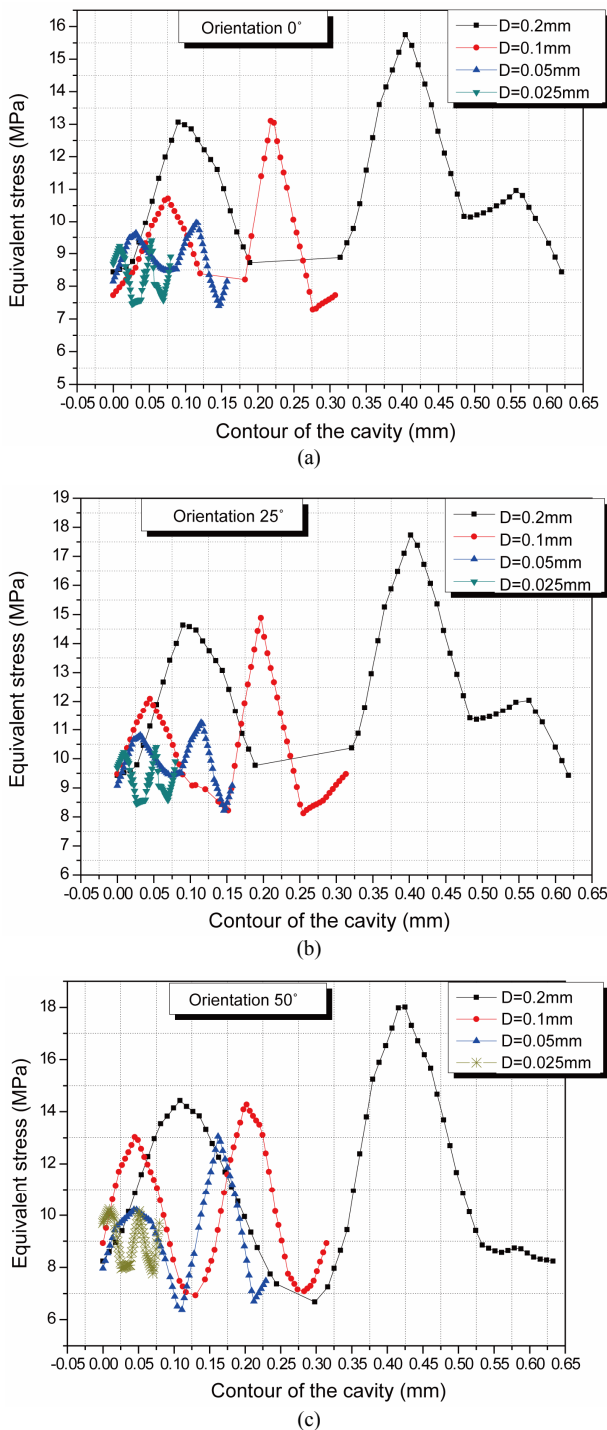 Orientation 0°
D=0.2mm
D=0.1mm
D=0.05mm
D=0.025mm
Equivalent stress (MPa)
16
15
14
13
12
11
10
9
8
7
6
5
-0.05 0.00 0.05 0.10 0.15 0.20 0.25 0.30 0.35 0.40 0.45 0.50 0.55 0.60 0.65
Contour of the cavity (mm)
(a)
Orientation 25°
D=0.2mm
D=0.1mm
D=0.05mm
D=0.025mm
Equivalent stress (MPa)
19
18
17
16
15
14
13
12
11
10
9
8
7
6
-0.05 0.00 0.05 0.10 0.15 0.20 0.25 0.30 0.35 0.40 0.45 0.50 0.55 0.60 0.65
Contour of the cavity (mm)
(b)
Orientation 50°
D=0.2mm
D=0.1mm
D=0.05mm
D=0.025mm
Equivalent stress (MPa)
18
16
14
12
10
8
6
-0.05 0.00 0.05 0.10 0.15 0.20 0.25 0.30 0.35 0.40 0.45 0.50 0.55 0.60 0.65
Contour of the cavity (mm)
(c)